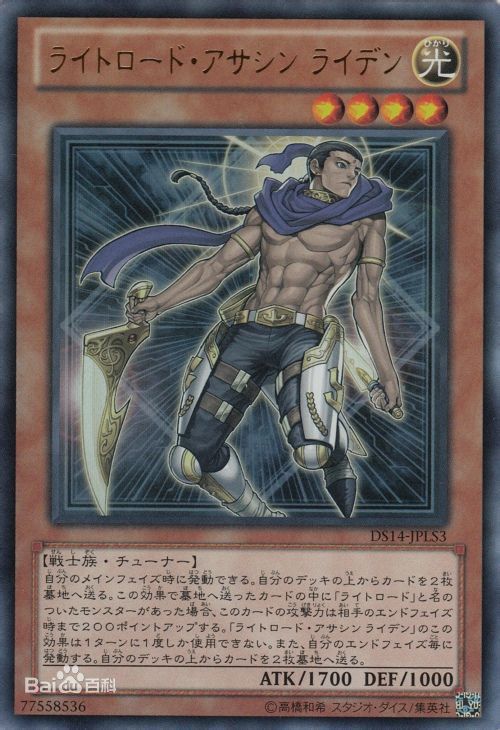 ライトロード・アサシン ライデン
ひかり
光
DS14-JPLS3
【戦士族・チューナー】
自分のメインフェイズ時に発動できる。自分のデッキの上からカードを2枚
墓地へ送る。この効果で墓地へ送ったカードの中に「ライトロード」と名の
ついたモンスターがあった場合、このカードの攻撃力は相手のエンドフェイズ
時まで200ポイントアップする。「ライトロード・アサシン ライデン」のこの
効果は1ターンに1度しか使用できない。また、自分のエンドフェイズ毎に
発動する。自分のデッキの上からカードを2枚墓地へ送る。
ATK/1700 DEF/1000
Bai百科
77558536
©高橋和希 スタジオ・ダイス/集英社